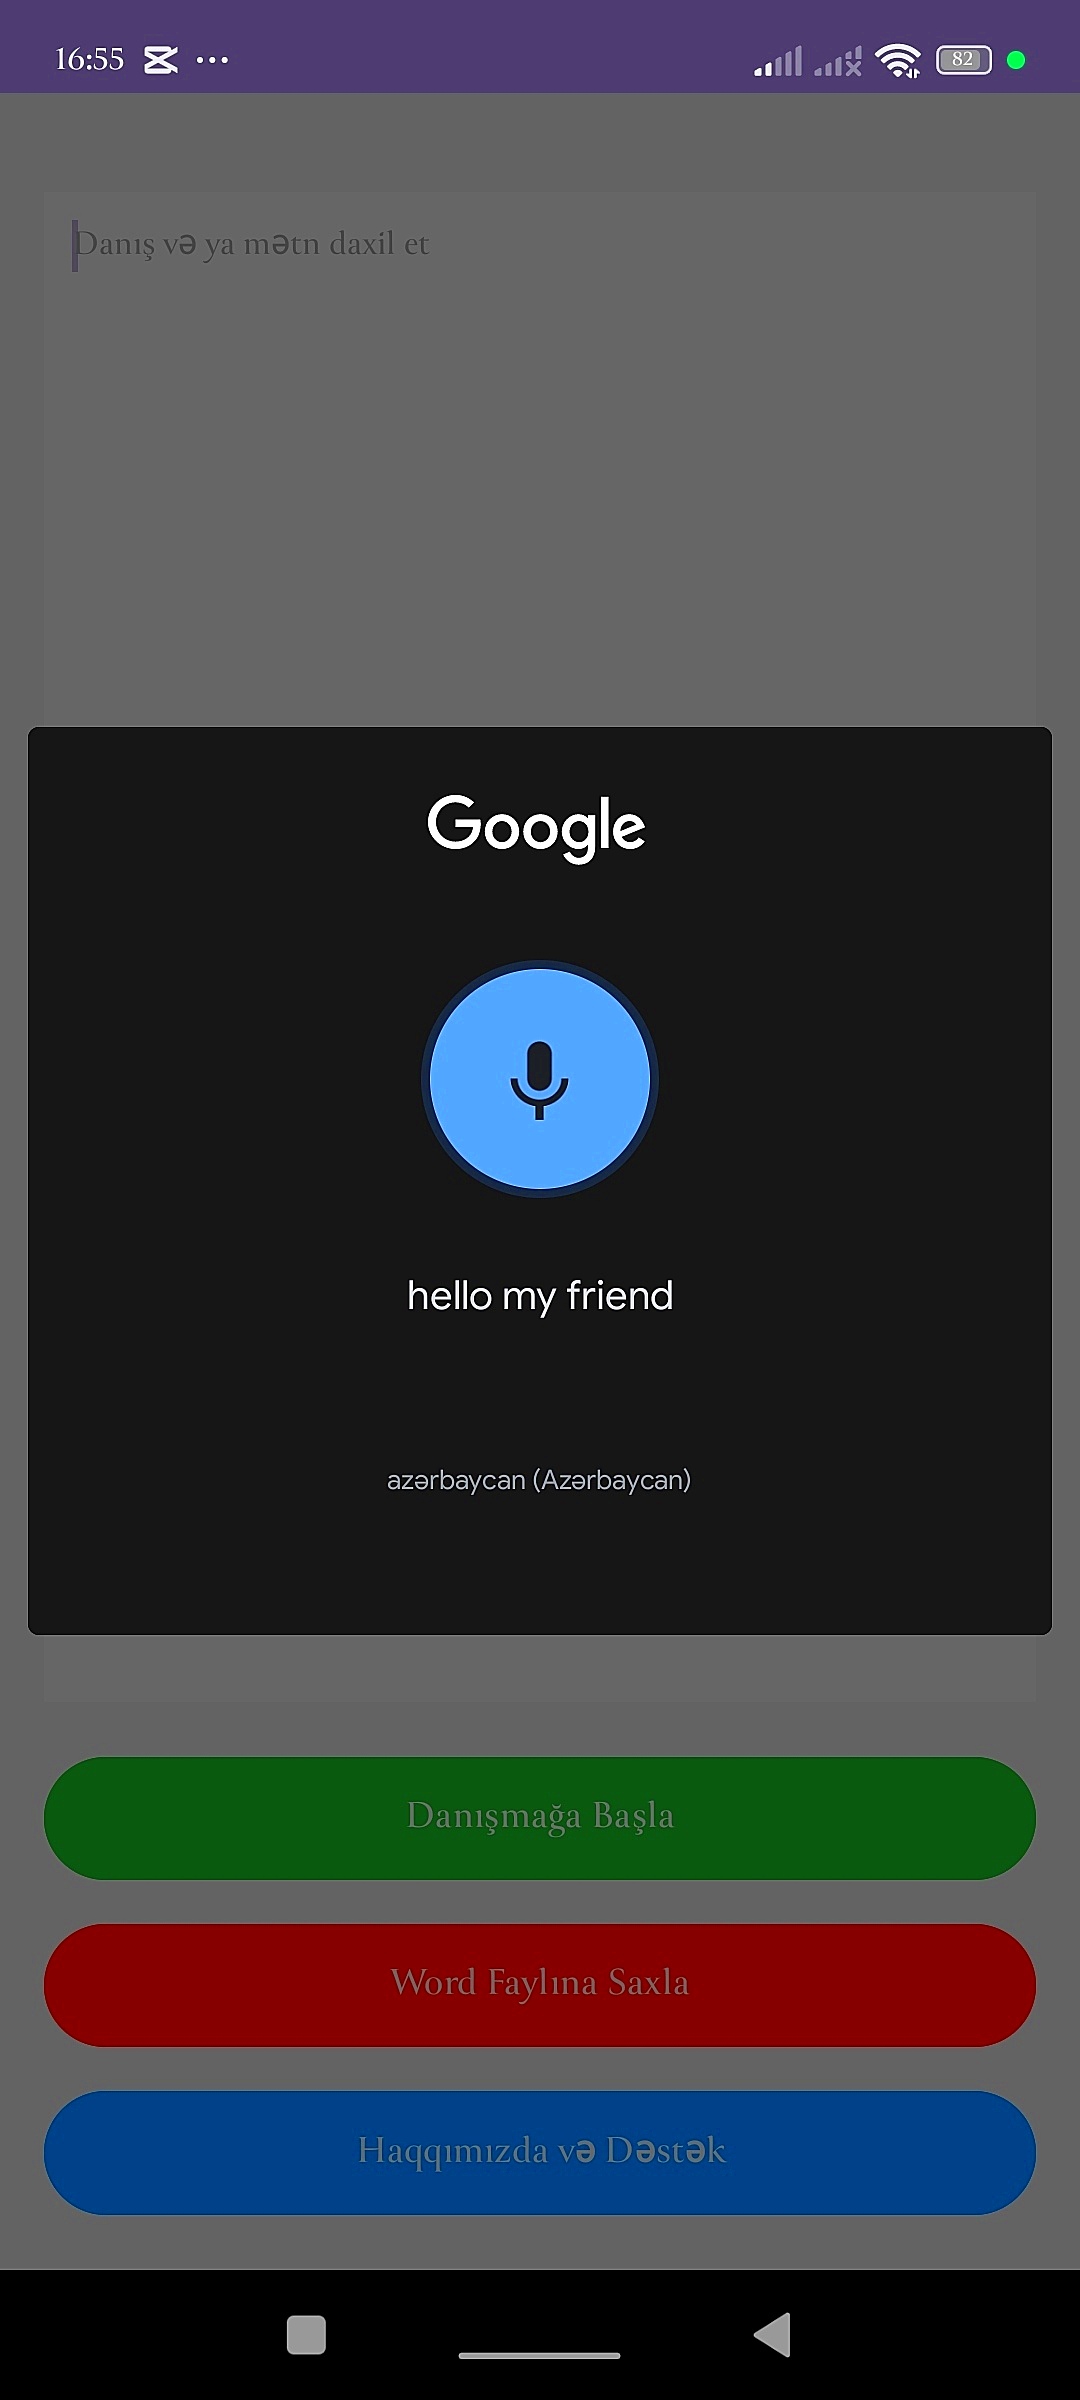 16:55
82
Danış və ya mətn daxil et
Google
hello my friend
azərbaycan (Azərbaycan)
Danışmağa Başla
Word Faylına Saxla
Haqqımızda və Dəstək